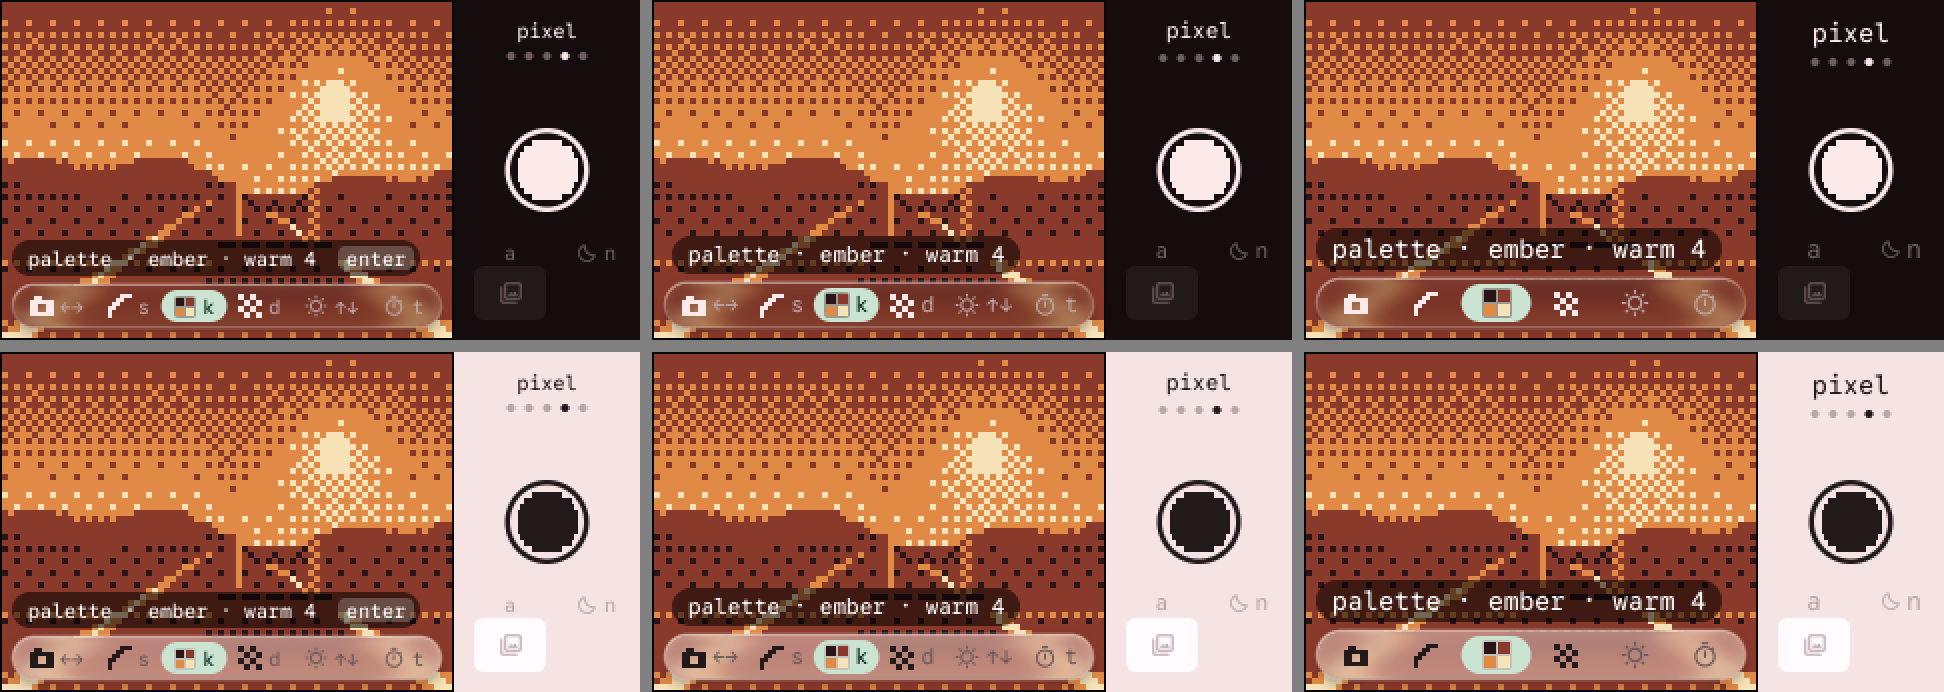 pixel
a n
palette · ember · warm 4 enter
↔ s k d ↑↓ t
pixel
a n
palette · ember · warm 4
↔ s k d ↑↓ t
pixel
a n
palette · ember · warm 4
pixel
a n
palette · ember · warm 4 enter
↔ s k d ↑↓ t
pixel
a n
palette · ember · warm 4
↔ s k d ↑↓ t
pixel
a n
palette · ember · warm 4